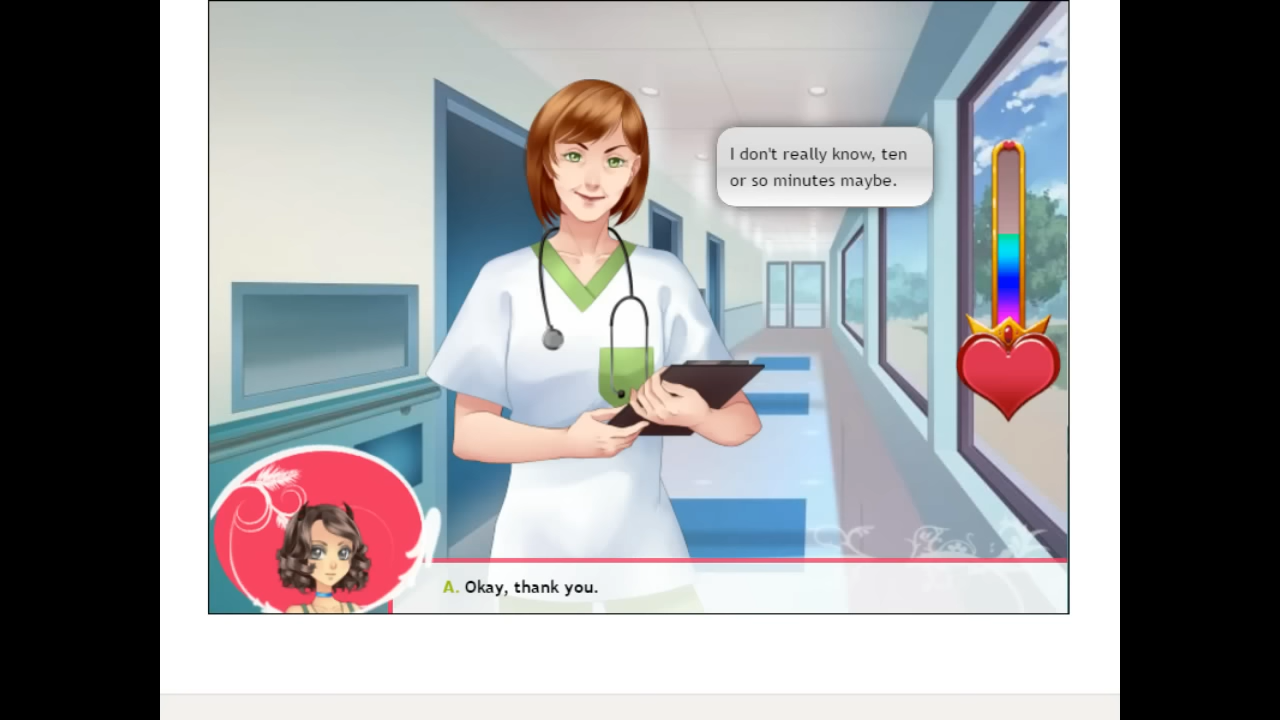 I don't really know, ten
or so minutes maybe.
A. Okay, thank you.